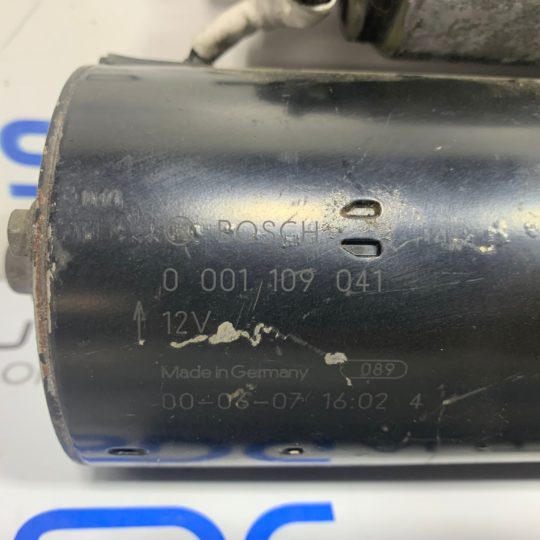 BOSCH
0 001 109 041
12V
Made in Germany 089
00-06-07 16:02 4